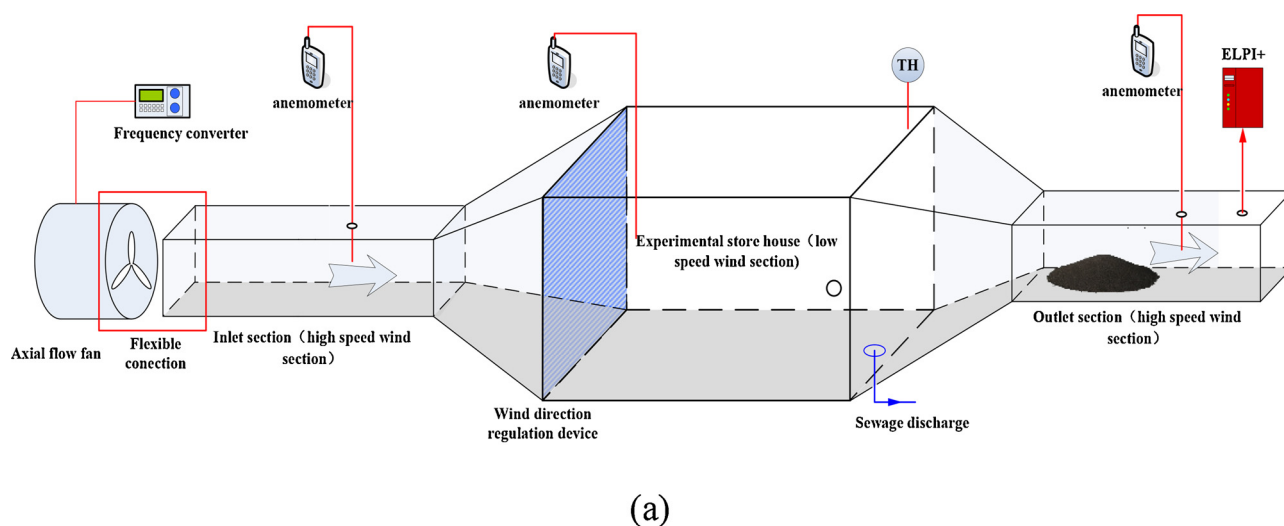 ELPI+
TH
anemometer
anemometer
anemometer
Frequency converter
Experimental store house（low
speed wind section)
Axial flow fan
Flexible
conection
Inlet section（high speed wind
section）
Outlet section（high speed wind
section）
Wind direction
regulation device
Sewage discharge
(a)